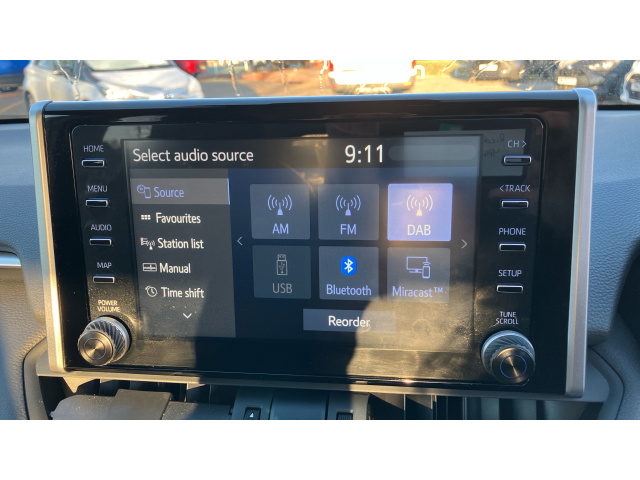 HOME
MENU
AUDIO
MAP
POWER
VOLUME
Select audio source
9:11
Source
Favourites
Station list
Manual
Time shift
AM
FM
DAB
USB
Bluetooth
Miracast™
Reorder
CH >
< TRACK
PHONE
SETUP
TUNE
SCROLL